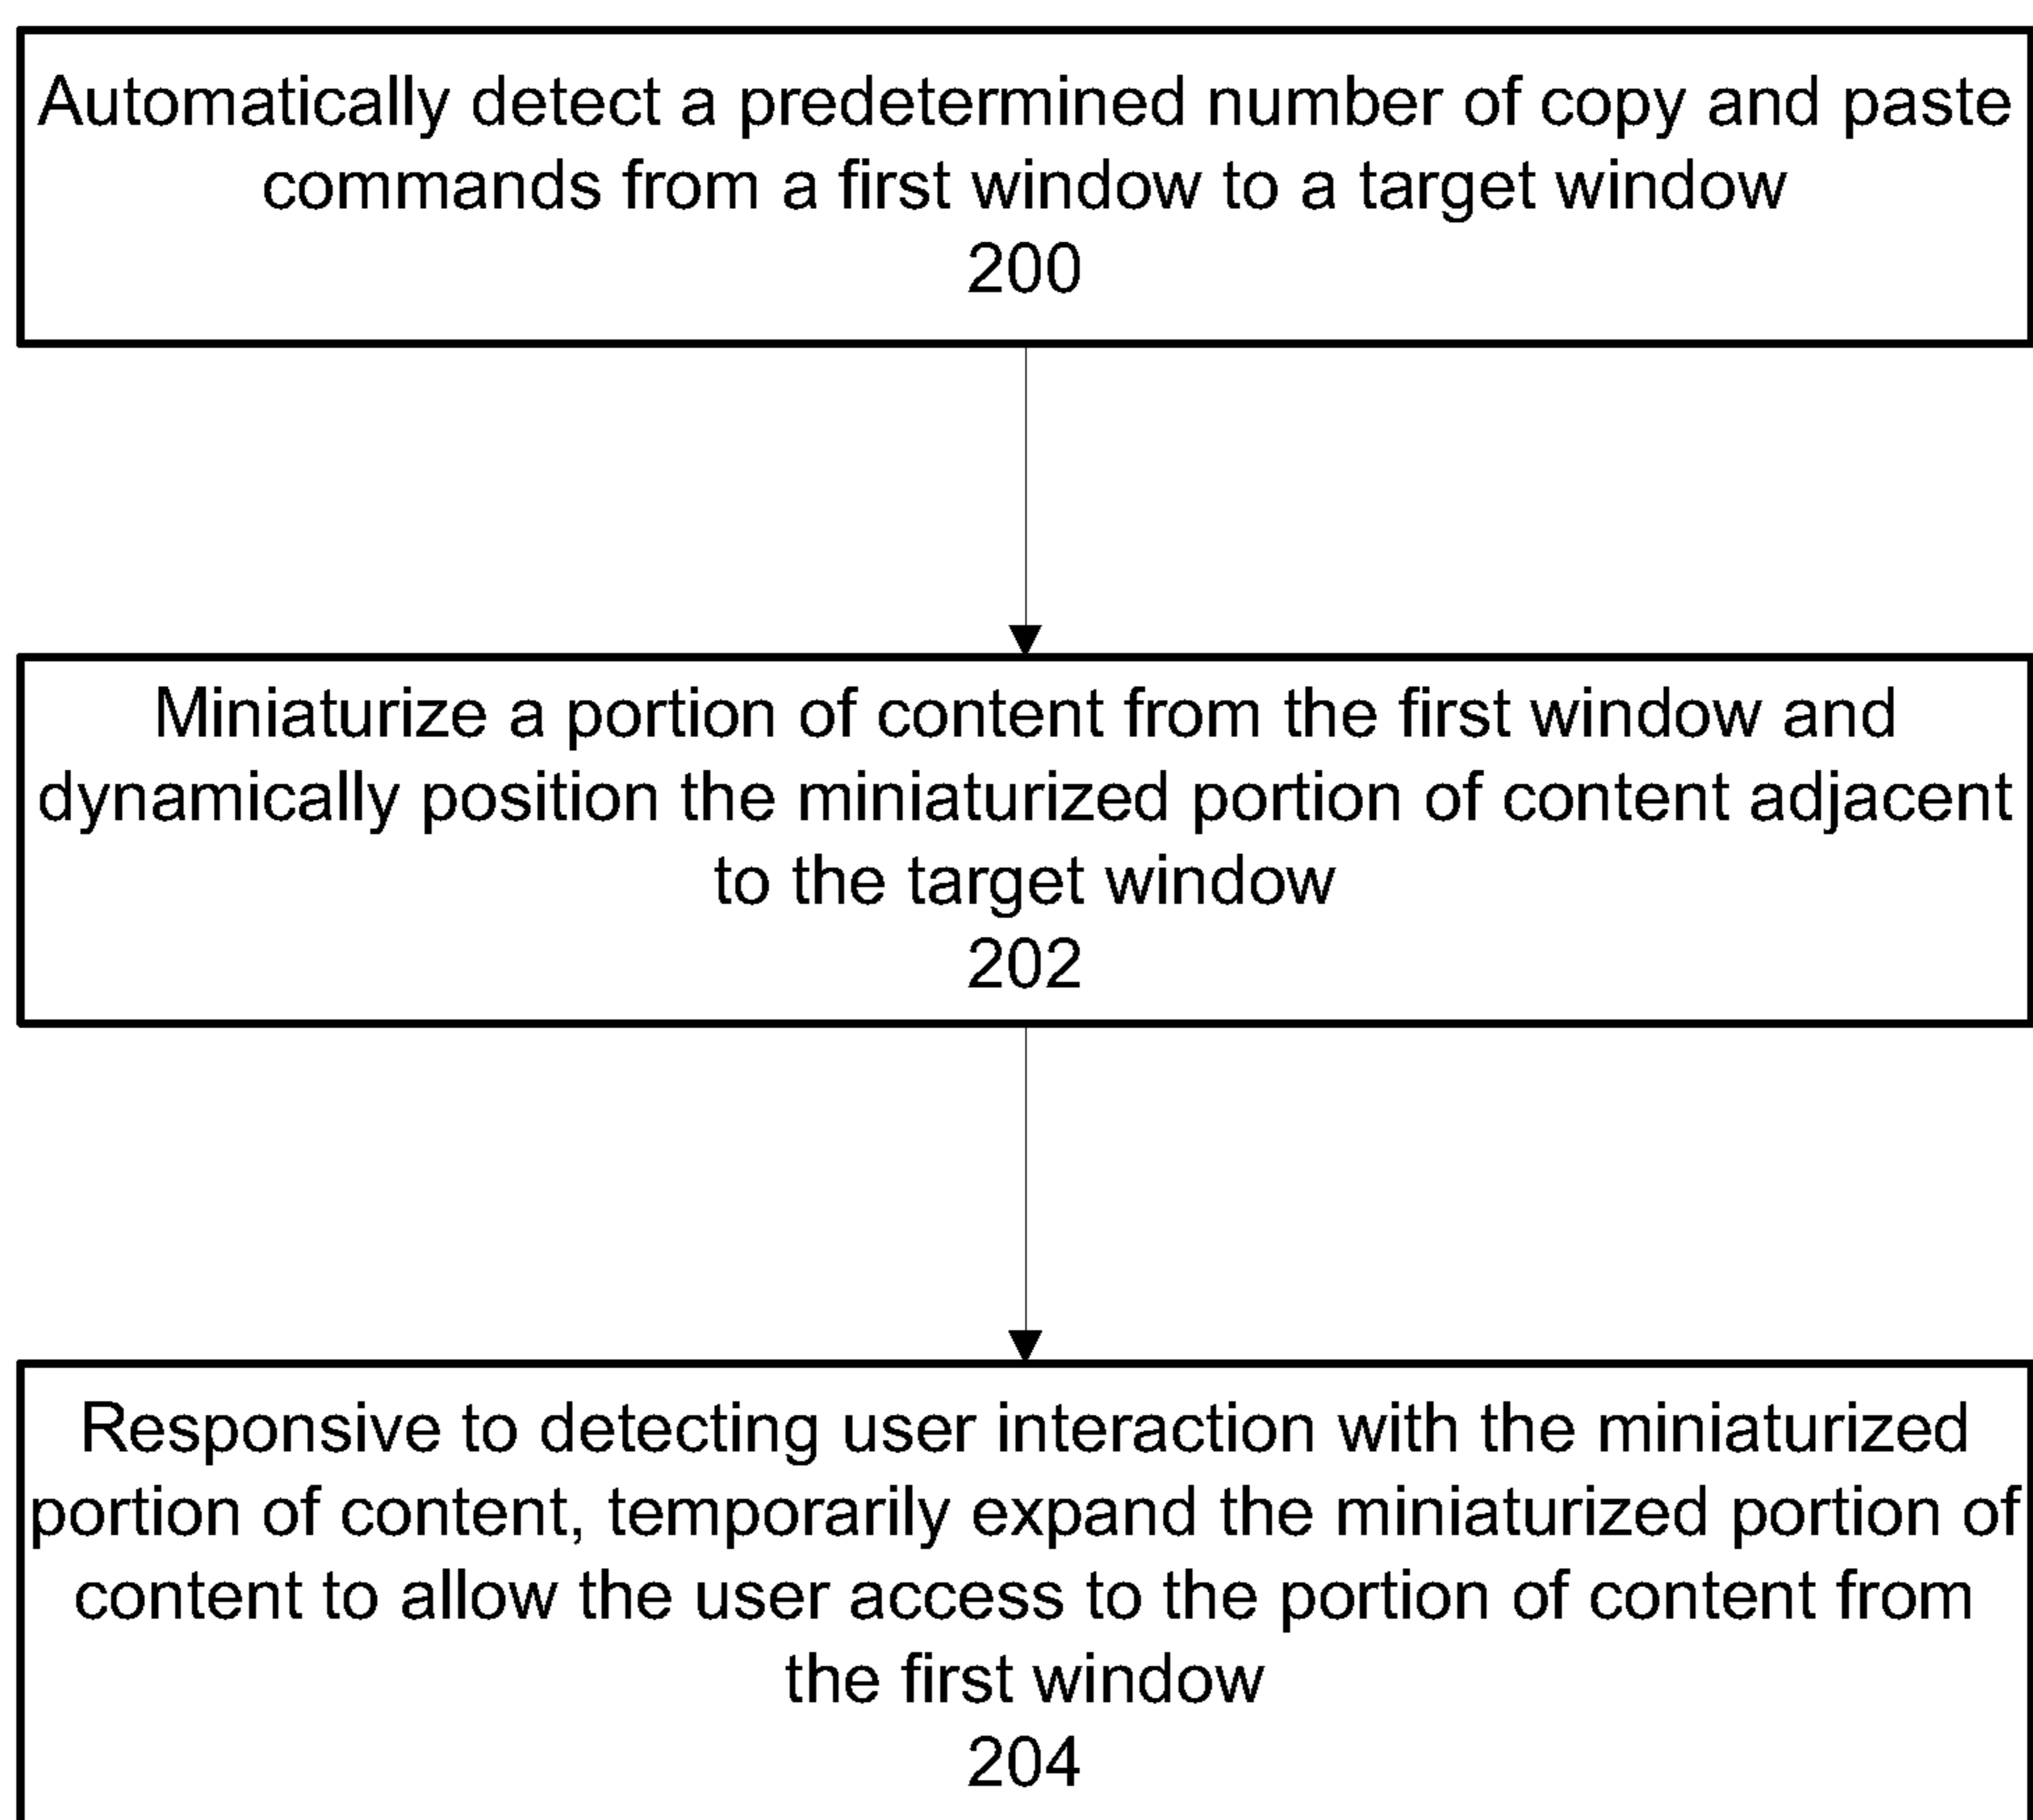 Automatically detect a predetermined number of copy and paste
commands from a first window to a target window
200
Miniaturize a portion of content from the first window and
dynamically position the miniaturized portion of content adjacent
to the target window
202
Responsive to detecting user interaction with the miniaturized
portion of content, temporarily expand the miniaturized portion of
content to allow the user access to the portion of content from
the first window
204